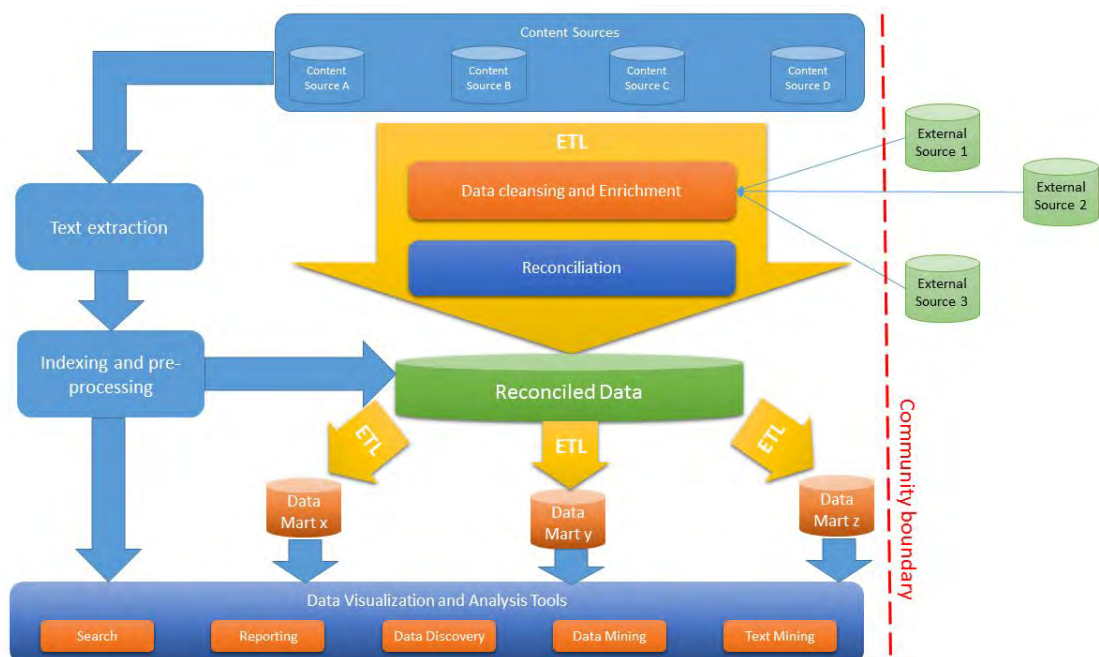 Content Sources
Content
Source A
Content
Source B
Content
Source C
Content
Source D
ETL
Data cleansing and Enrichment
Reconciliation
External
Source 1
External
Source 2
External
Source 3
Text extraction
Indexing and pre-
processing
Reconciled Data
ETL
ETL
ETL
Data
Mart x
Data
Mart y
Data
Mart z
Community boundary
Data Visualization and Analysis Tools
Search
Reporting
Data Discovery
Data Mining
Text Mining